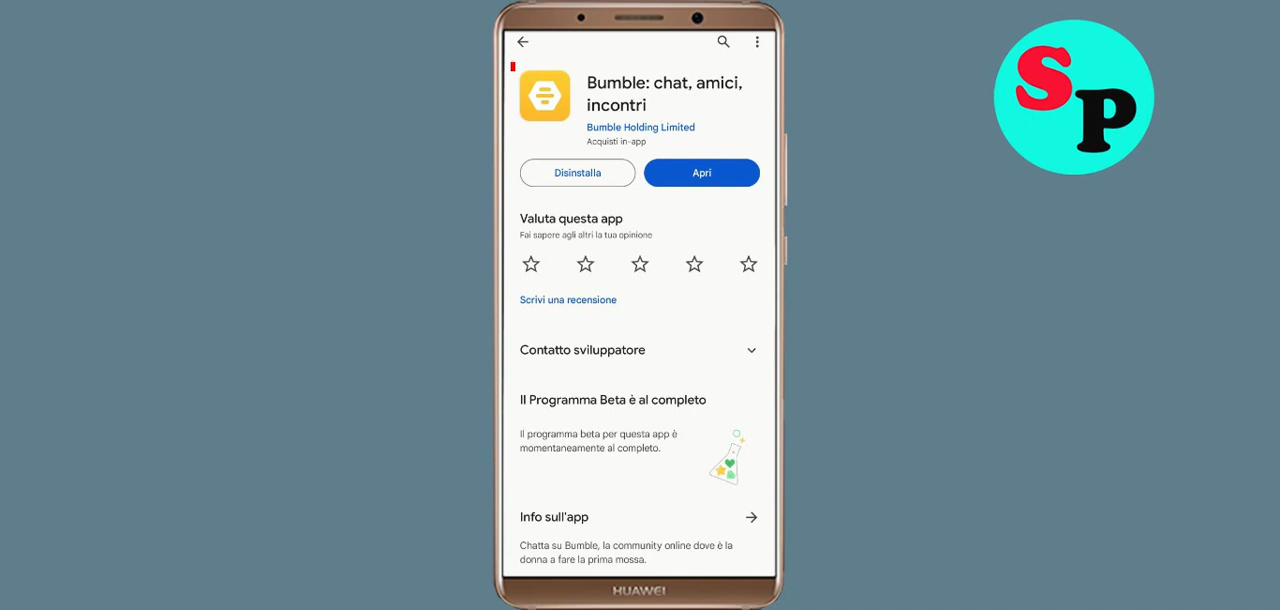 SP
Bumble: chat, amici,
incontri
Bumble Holding Limited
Acquisti in-app
Disinstalla
Apri
Valuta questa app
Fai sapere agli altri la tua opinione
Scrivi una recensione
Contatto sviluppatore
Il Programma Beta è al completo
Il programma beta per questa app è
momentaneamente al completo.
Info sull'app
Chatta su Bumble, la community online dove è la
donna a fare la prima mossa.
HUAWEI